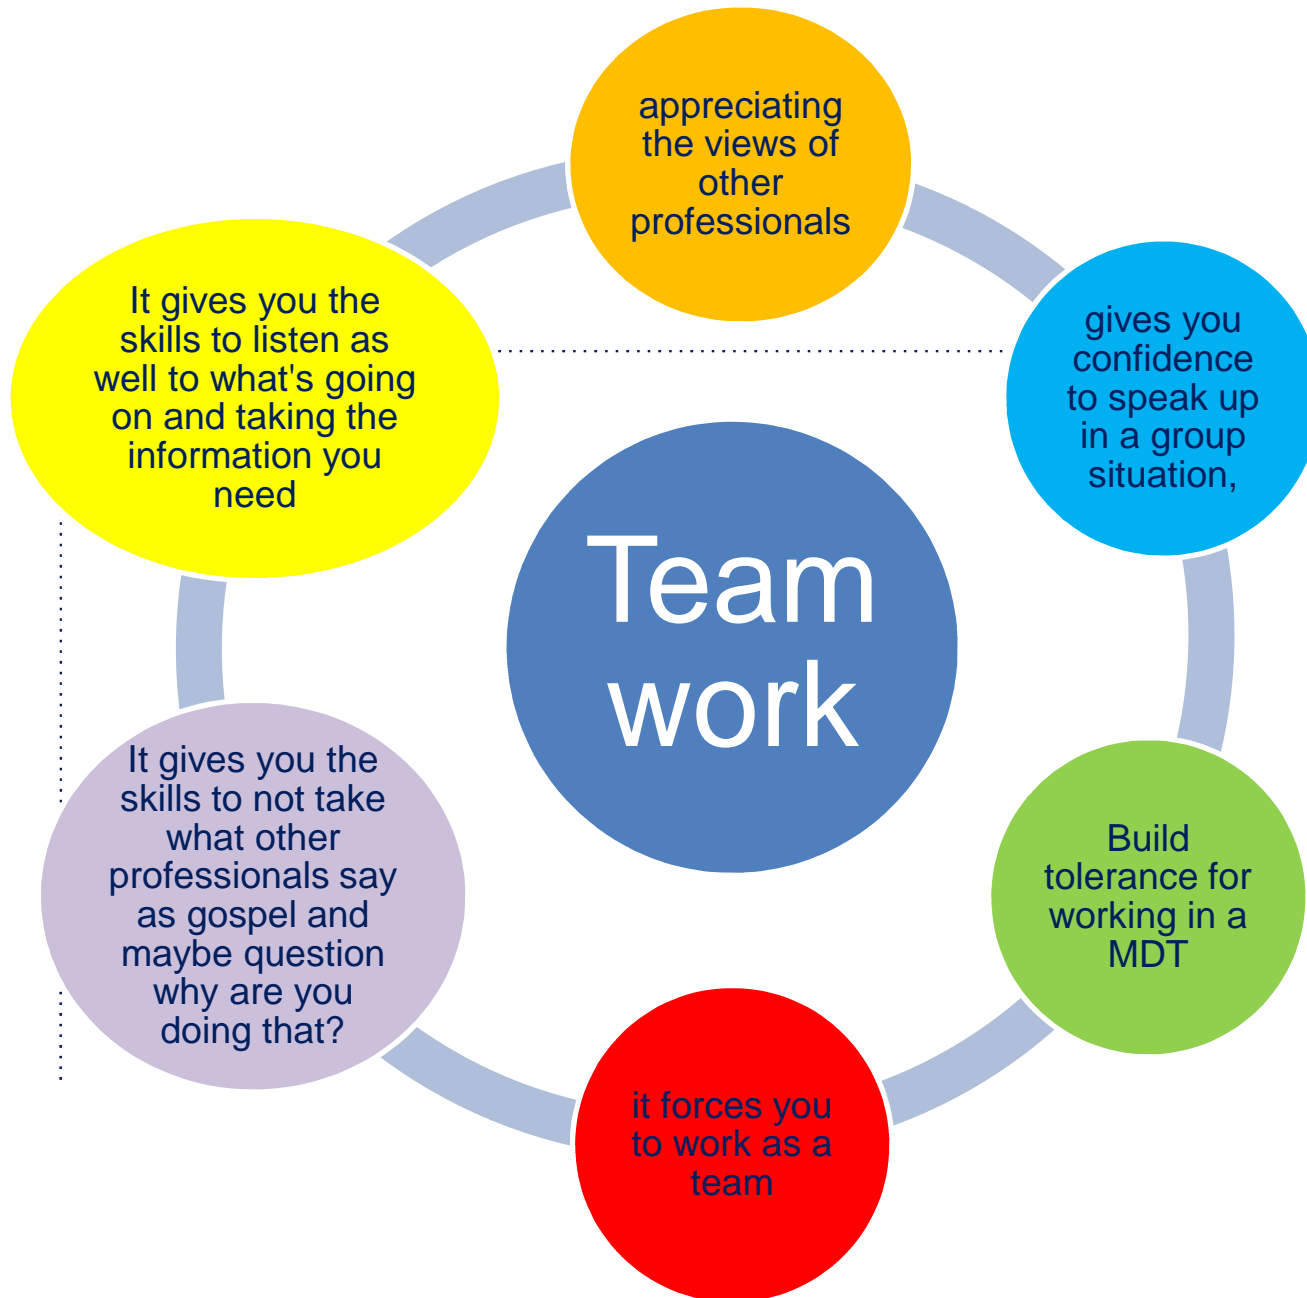 appreciating
the views of
other
professionals
gives you
confidence
to speak up
in a group
situation,
Build
tolerance for
working in a
MDT
it forces you
to work as a
team
It gives you the
skills to not take
what other
professionals say
as gospel and
maybe question
why are you
doing that?
It gives you the
skills to listen as
well to what's going
on and taking the
information you
need
Team
work